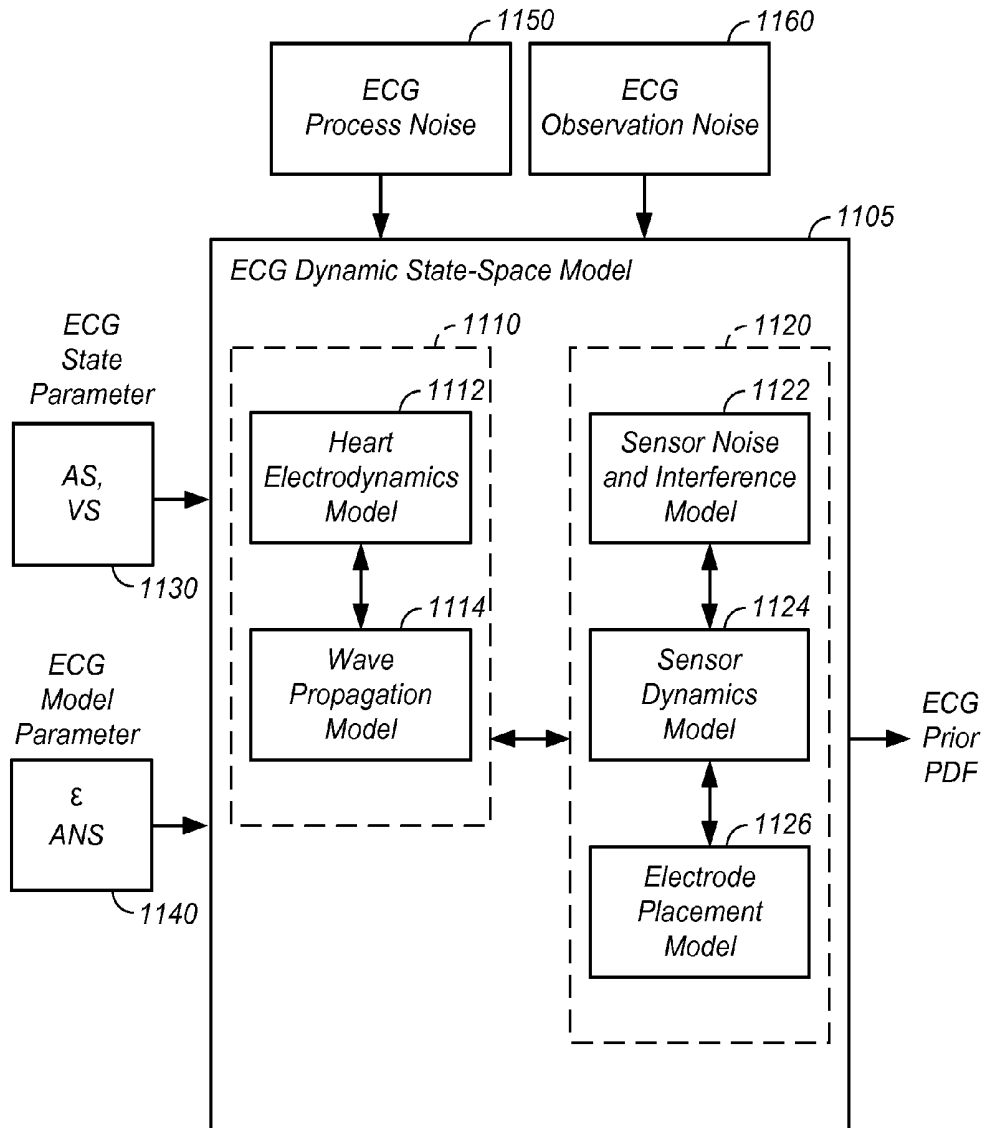 1150
1160
ECG
Process Noise
ECG
Observation Noise
1105
ECG Dynamic State-Space Model
ECG
State
Parameter
AS,
VS
1130
ECG
Model
Parameter
ε
ANS
1140
1110
1112
Heart
Electrodynamics
Model
1114
Wave
Propagation
Model
1120
1122
Sensor Noise
and Interference
Model
1124
Sensor
Dynamics
Model
1126
Electrode
Placement
Model
ECG
Prior
PDF